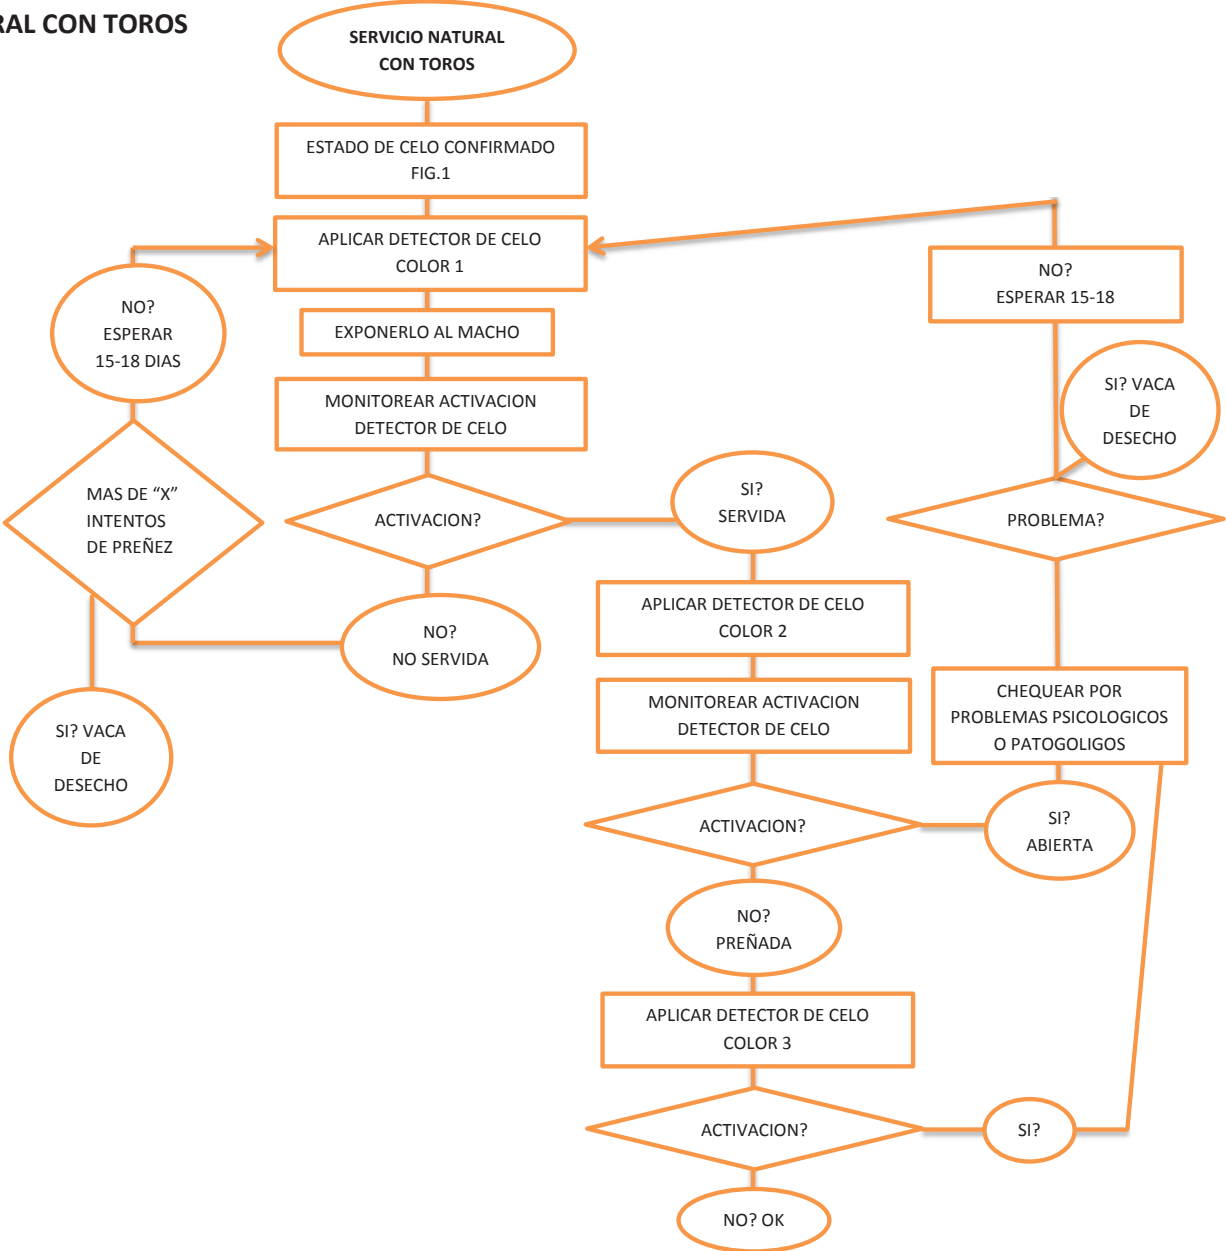 RAL CON TOROS
SERVICIO NATURAL
CON TOROS
ESTADO DE CELO CONFIRMADO
FIG.1
APLICAR DETECTOR DE CELO
COLOR 1
NO?
ESPERAR
15-18 DIAS
EXPONERLO AL MACHO
NO?
ESPERAR 15-18
MONITOREAR ACTIVACION
DETECTOR DE CELO
SI? VACA
DE
DESECHO
MAS DE “X”
INTENTOS
DE PREÑEZ
ACTIVACION?
SI?
SERVIDA
PROBLEMA?
NO?
NO SERVIDA
APLICAR DETECTOR DE CELO
COLOR 2
SI? VACA
DE
DESECHO
MONITOREAR ACTIVACION
DETECTOR DE CELO
CHEQUEAR POR
PROBLEMAS PSICOLOGICOS
O PATOGOLIGOS
ACTIVACION?
SI?
ABIERTA
NO?
PREÑADA
APLICAR DETECTOR DE CELO
COLOR 3
ACTIVACION?
SI?
NO? OK